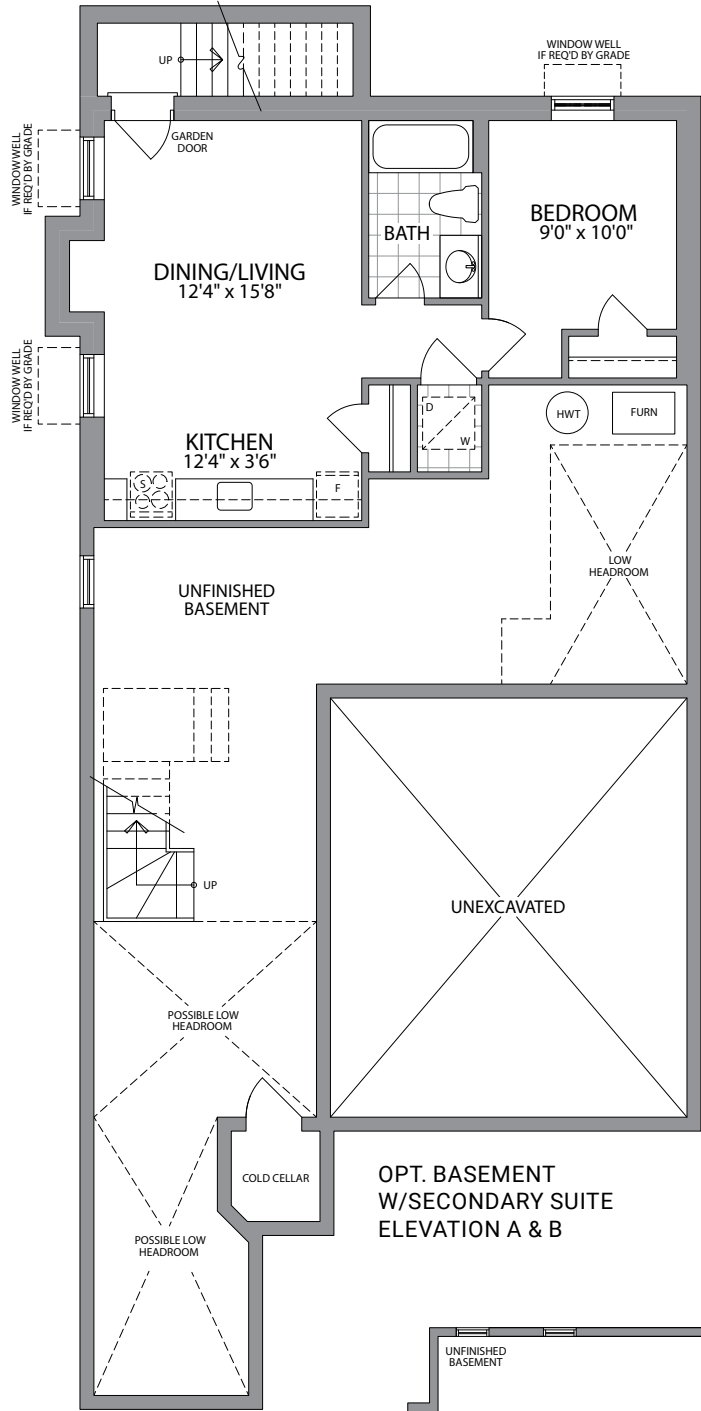 WINDOW WELL
IF REQ'D BY GRADE
UP
GARDEN
DOOR
WINDOW WELL
IF REQ'D BY GRADE
BATH
BEDROOM
9'0" x 10'0"
DINING/LIVING
12'4" x 15'8"
WINDOW WELL
IF REQ'D BY GRADE
D
W
HWT
FURN
KITCHEN
12'4" x 3'6"
S
F
UNFINISHED
BASEMENT
LOW
HEADROOM
UP
UNEXCAVATED
POSSIBLE LOW
HEADROOM
COLD CELLAR
POSSIBLE LOW
HEADROOM
OPT. BASEMENT
W/SECONDARY SUITE
ELEVATION A & B
UNFINISHED
BASEMENT